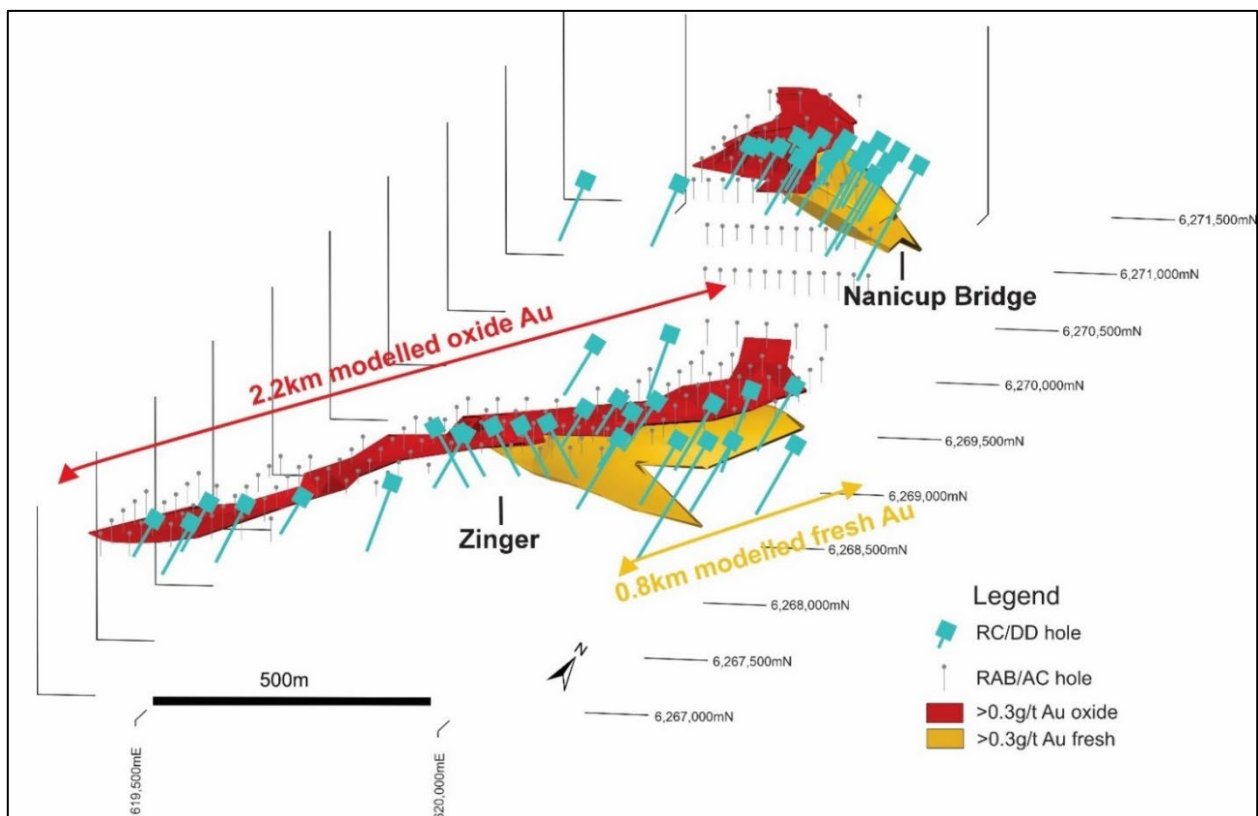 6,271,500mN
6,271,000mN
Nanicup Bridge
6,270,500mN
2.2km modelled oxide Au
6,270,000mN
6,269,500mN
6,269,000mN
Zinger
0.8km modelled fresh Au
6,268,500mN
6,268,000mN
Legend
RC/DD hole
RAB/AC hole
>0.3g/t Au oxide
>0.3g/t Au fresh
N
6,267,500mN
500m
6,267,000mN
619,500mE
620,000mE